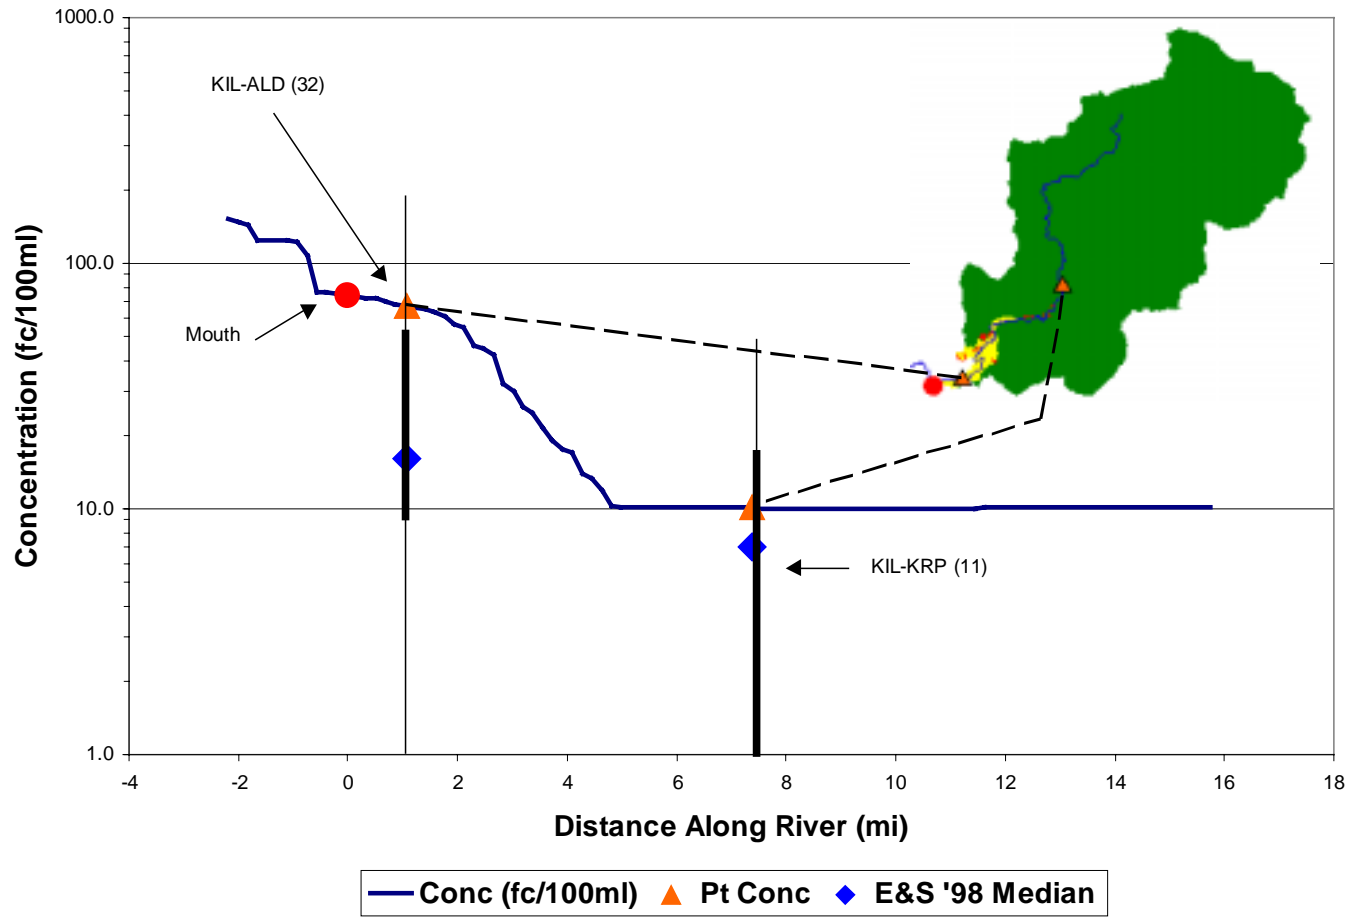 1000.0
KIL-ALD (32)
100.0
Mouth
10.0
KIL-KRP (11)
1.0
Concentration (fc/100ml)
-4 -2 0 2 4 6 8 10 12 14 16 18
Distance Along River (mi)
Conc (fc/100ml) Pt Conc E&S '98 Median